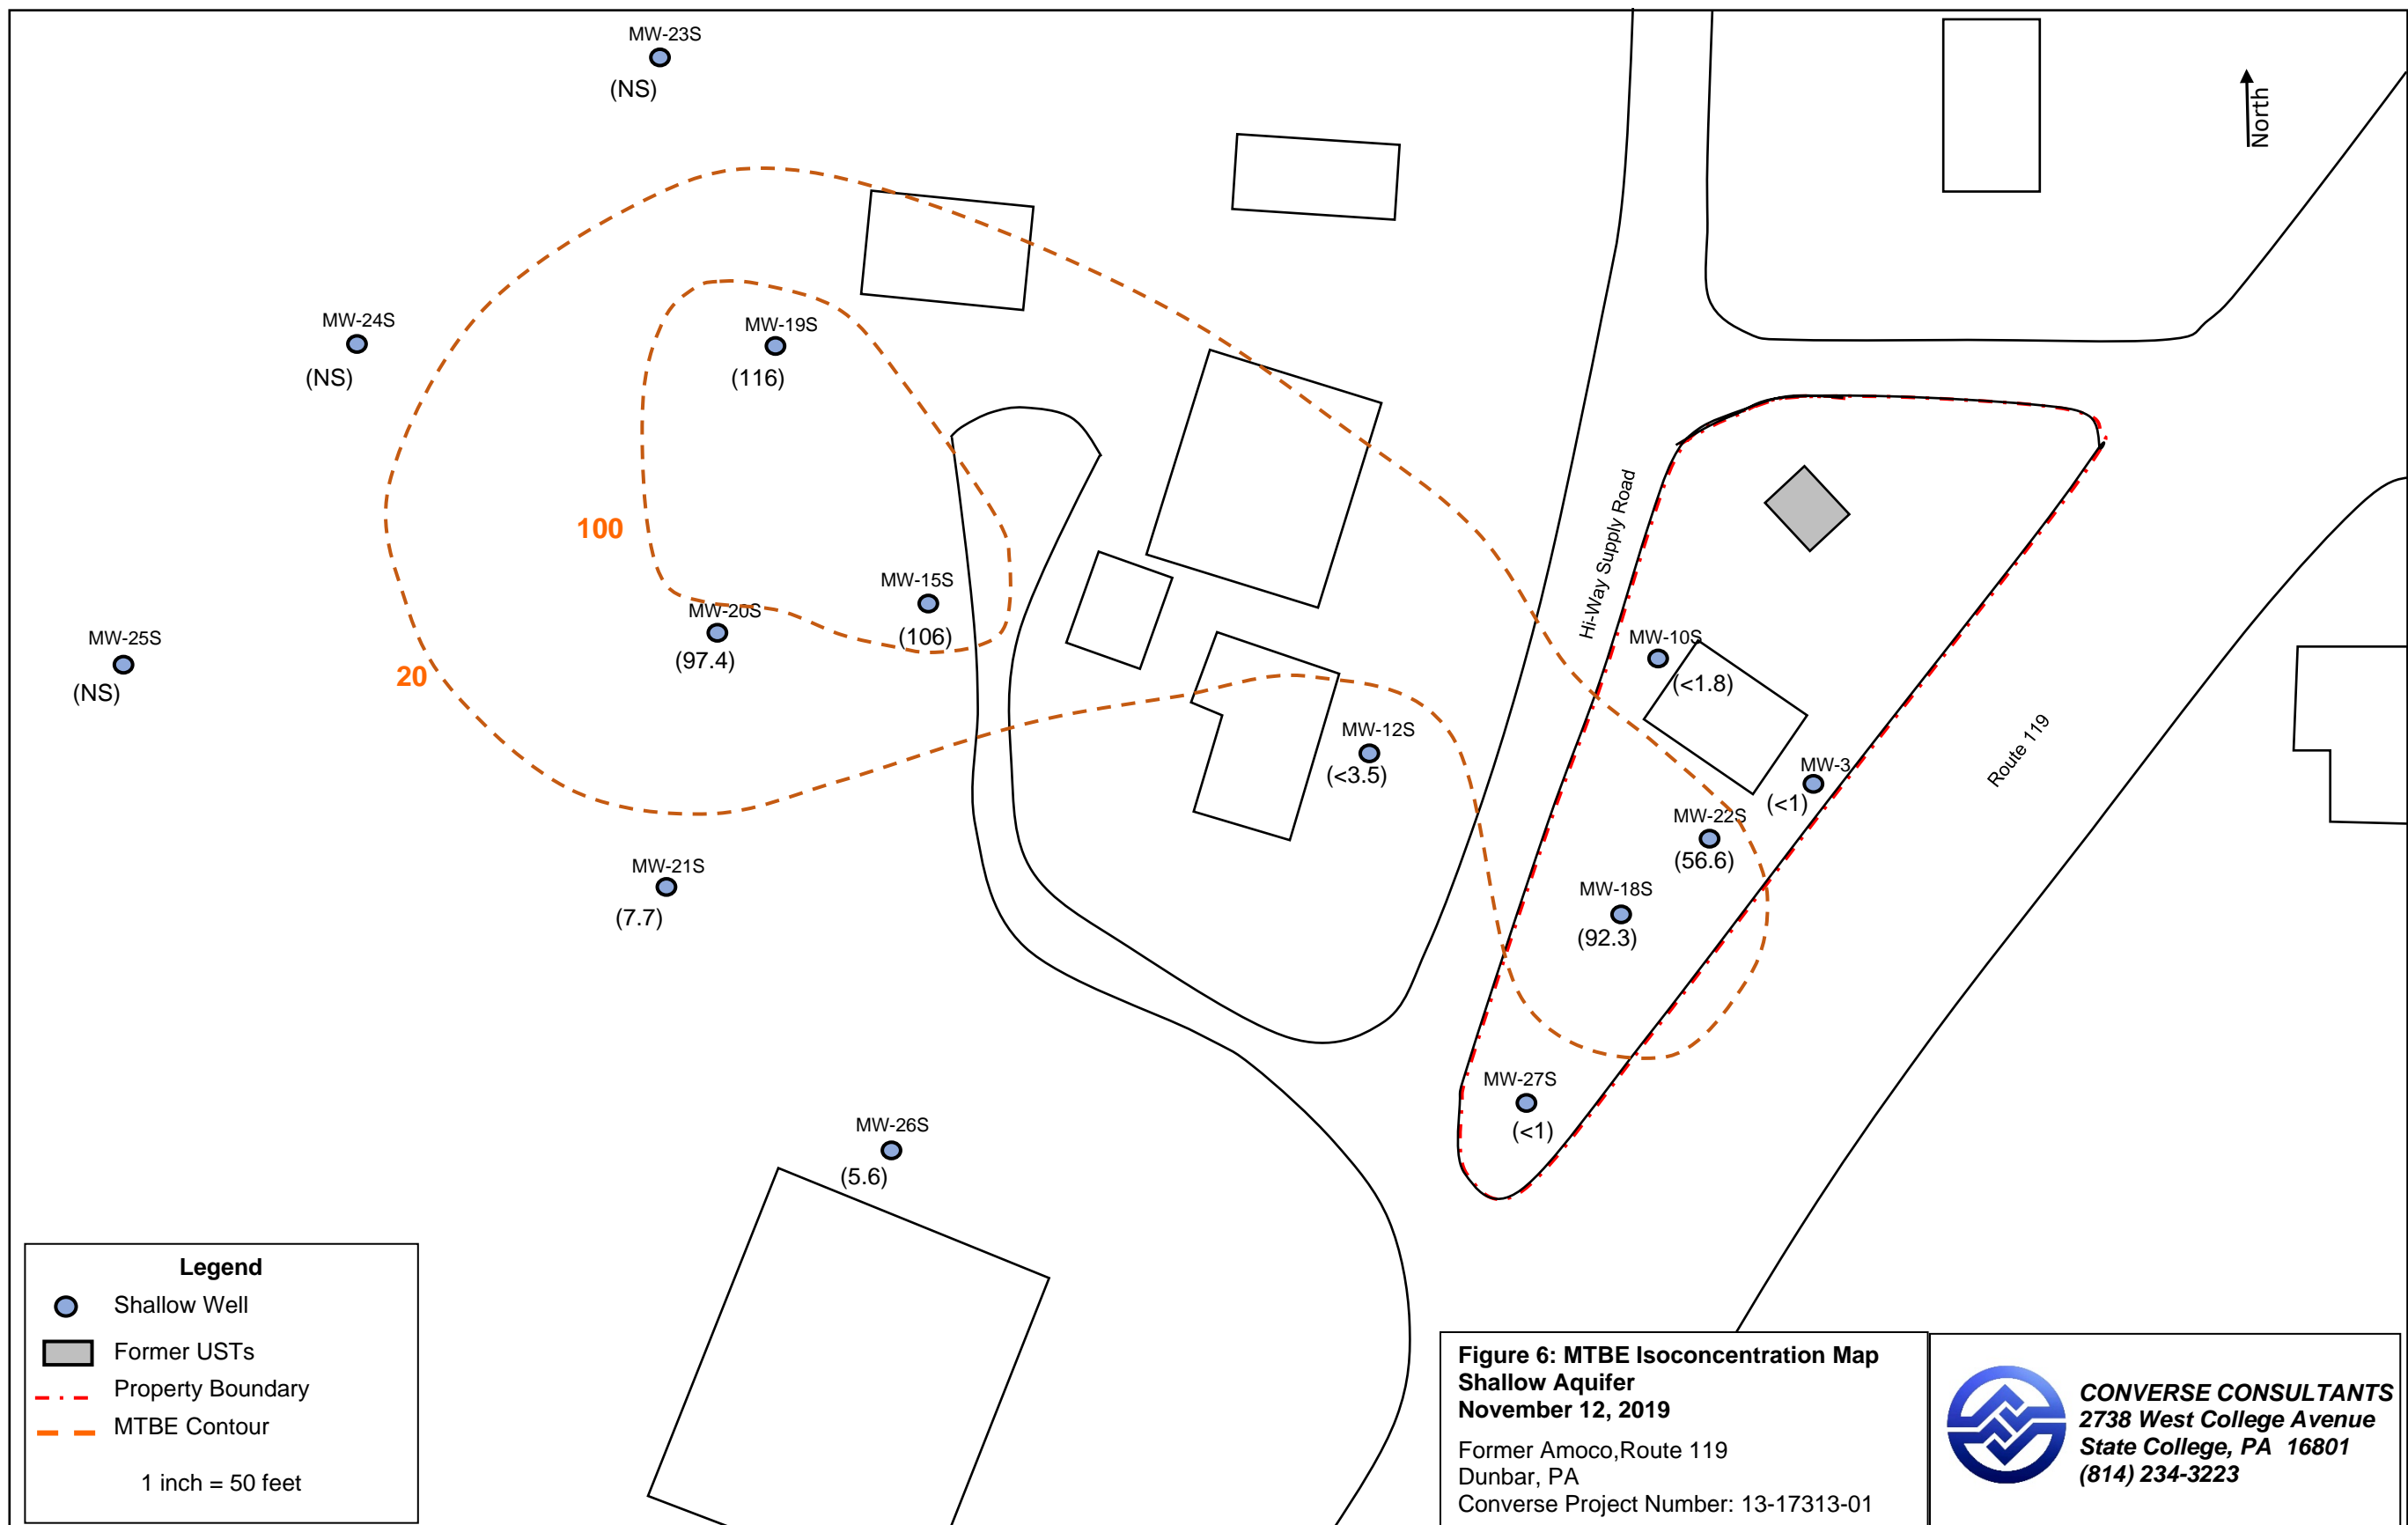 MW-23S
(NS)
North
MW-24S
(NS)
MW-19S
(116)
100
MW-15S
(106)
MW-20S
(97.4)
MW-25S
(NS)
20
Hi-Way Supply Road
MW-10S
(<1.8)
MW-12S
(<3.5)
MW-3
(<1)
Route 119
MW-22S
(56.6)
MW-21S
(7.7)
MW-18S
(92.3)
MW-27S
(<1)
MW-26S
(5.6)
Legend
Shallow Well
Former USTs
Property Boundary
MTBE Contour
1 inch = 50 feet
Figure 6: MTBE Isoconcentration Map
Shallow Aquifer
November 12, 2019
Former Amoco,Route 119
Dunbar, PA
Converse Project Number: 13-17313-01
CONVERSE CONSULTANTS
2738 West College Avenue
State College, PA 16801
(814) 234-3223